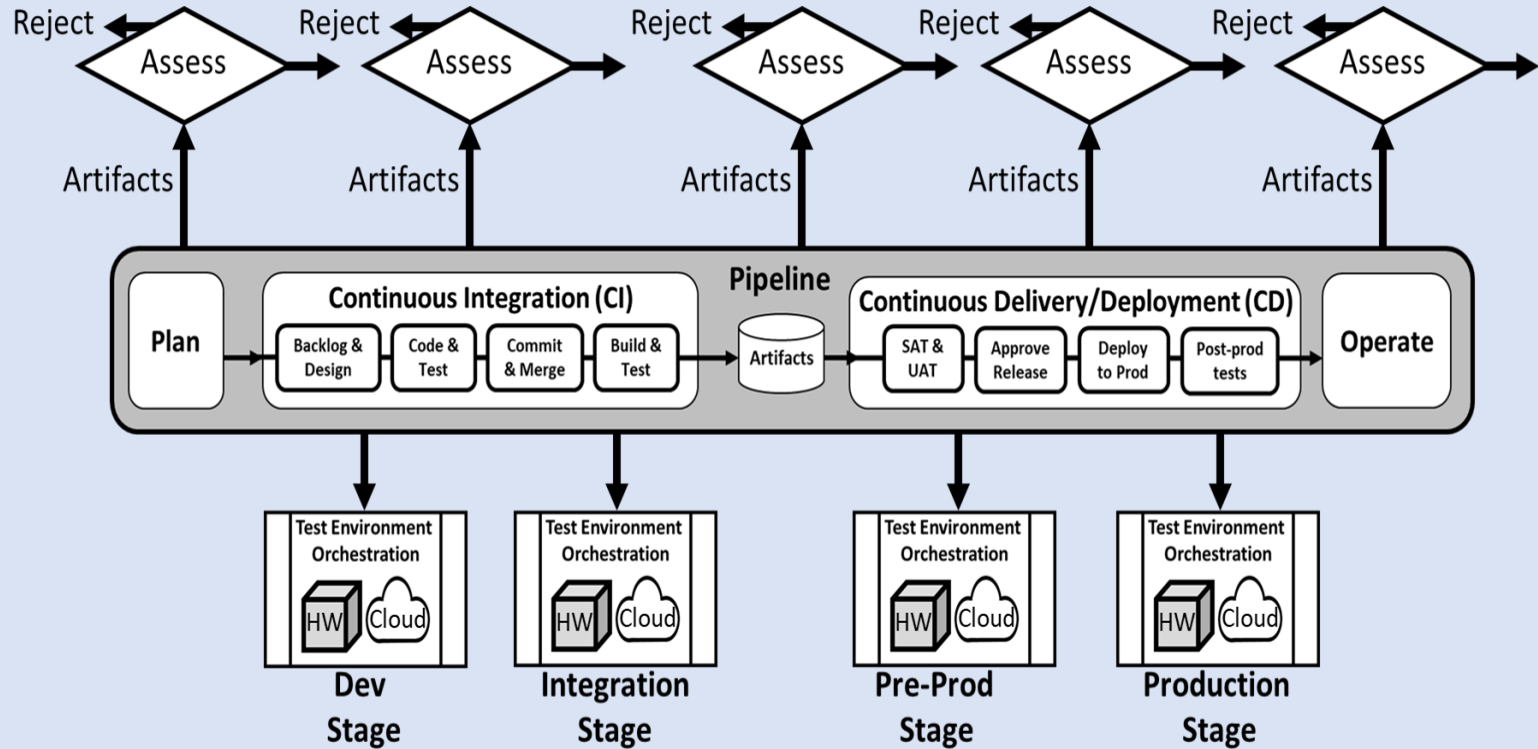 Reject
Reject
Reject
Reject
Reject
Assess
Assess
Assess
Assess
Assess
Artifacts
Artifacts
Artifacts
Artifacts
Artifacts
Pipeline
Plan
Continuous Integration (CI)
Backlog &
Design
Code &
Test
Commit
& Merge
Build &
Test
Artifacts
Continuous Delivery/Deployment (CD)
SAT &
UAT
Approve
Release
Deploy
to Prod
Post-prod
tests
Operate
Test Environment
Orchestration
HW
Cloud
Dev
Stage
Test Environment
Orchestration
HW
Cloud
Integration
Stage
Test Environment
Orchestration
HW
Cloud
Pre-Prod
Stage
Test Environment
Orchestration
HW
Cloud
Production
Stage